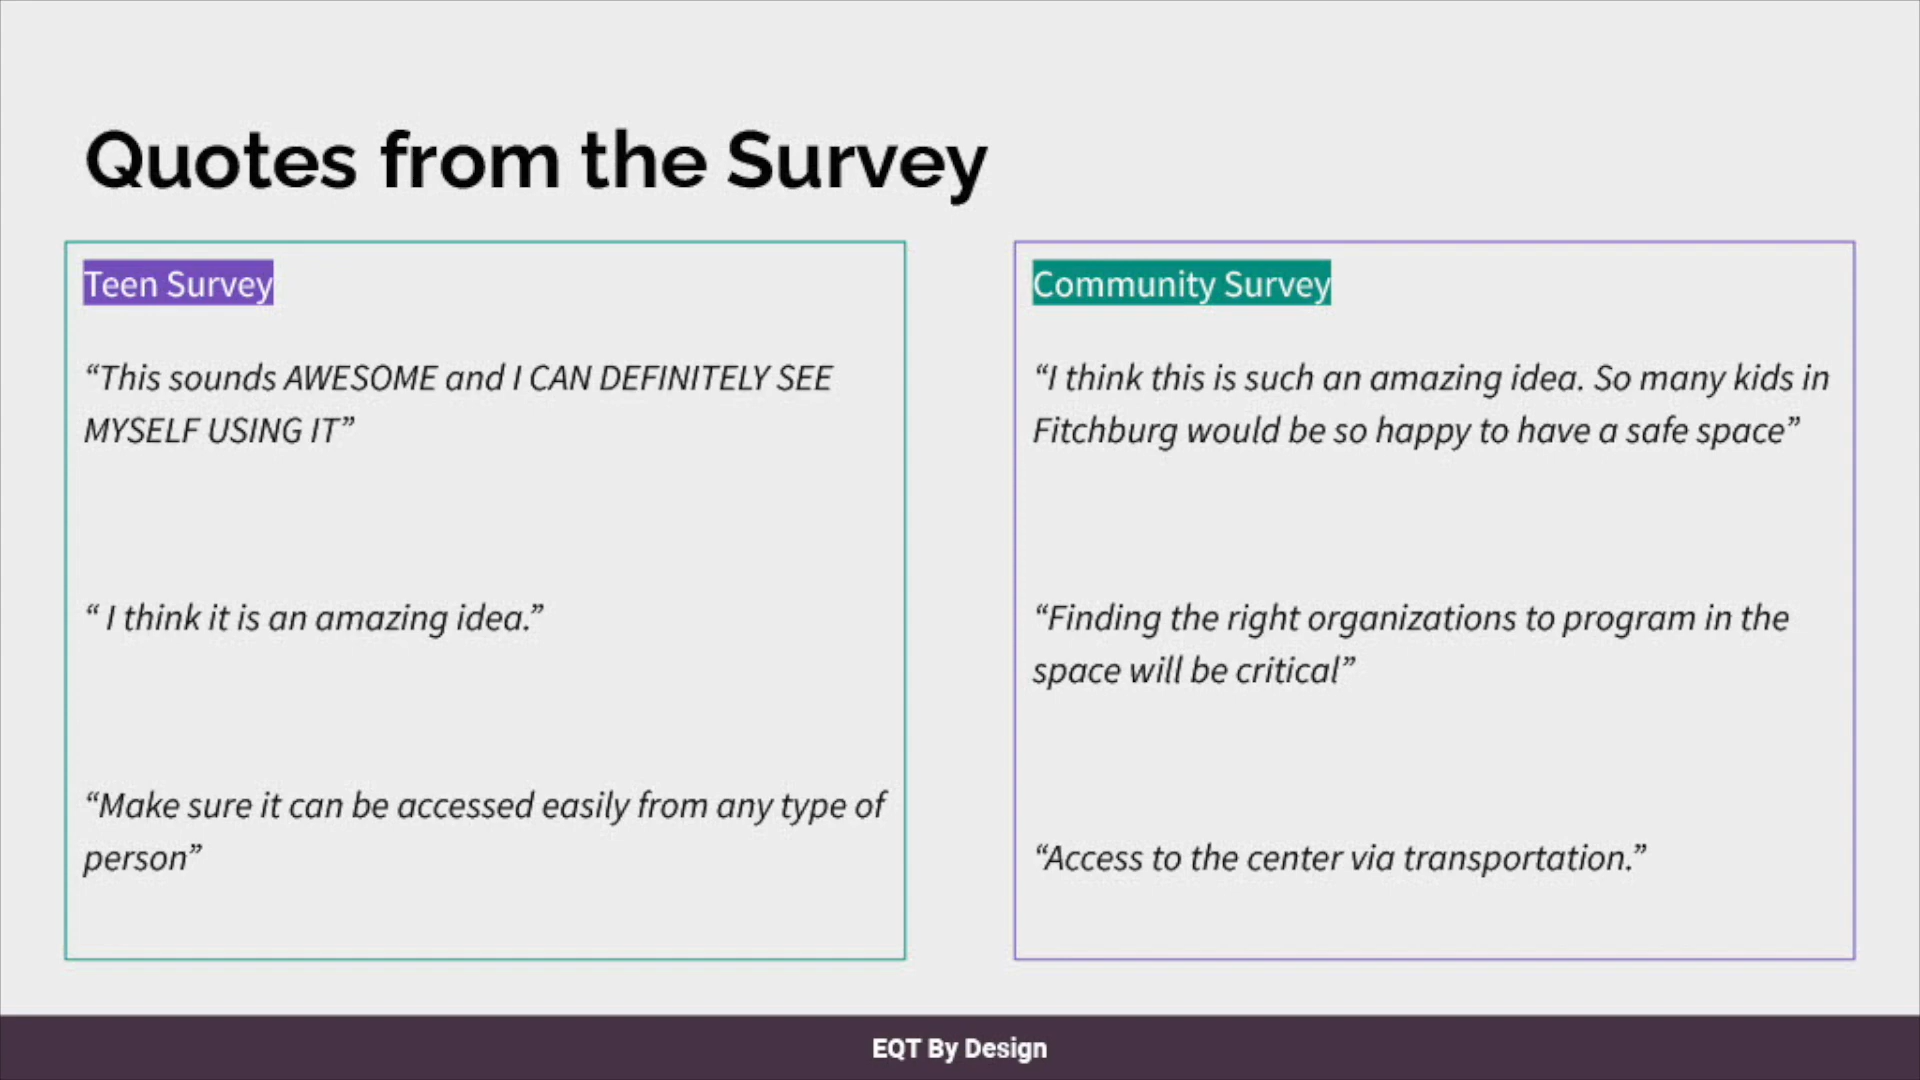 Quotes from the Survey
Teen Survey
“This sounds AWESOME and I CAN DEFINITELY SEE
MYSELF USING IT”
“ I think it is an amazing idea.”
“Make sure it can be accessed easily from any type of
person”
Community Survey
“I think this is such an amazing idea. So many kids in
Fitchburg would be so happy to have a safe space”
“Finding the right organizations to program in the
space will be critical”
“Access to the center via transportation.”
EQT By Design